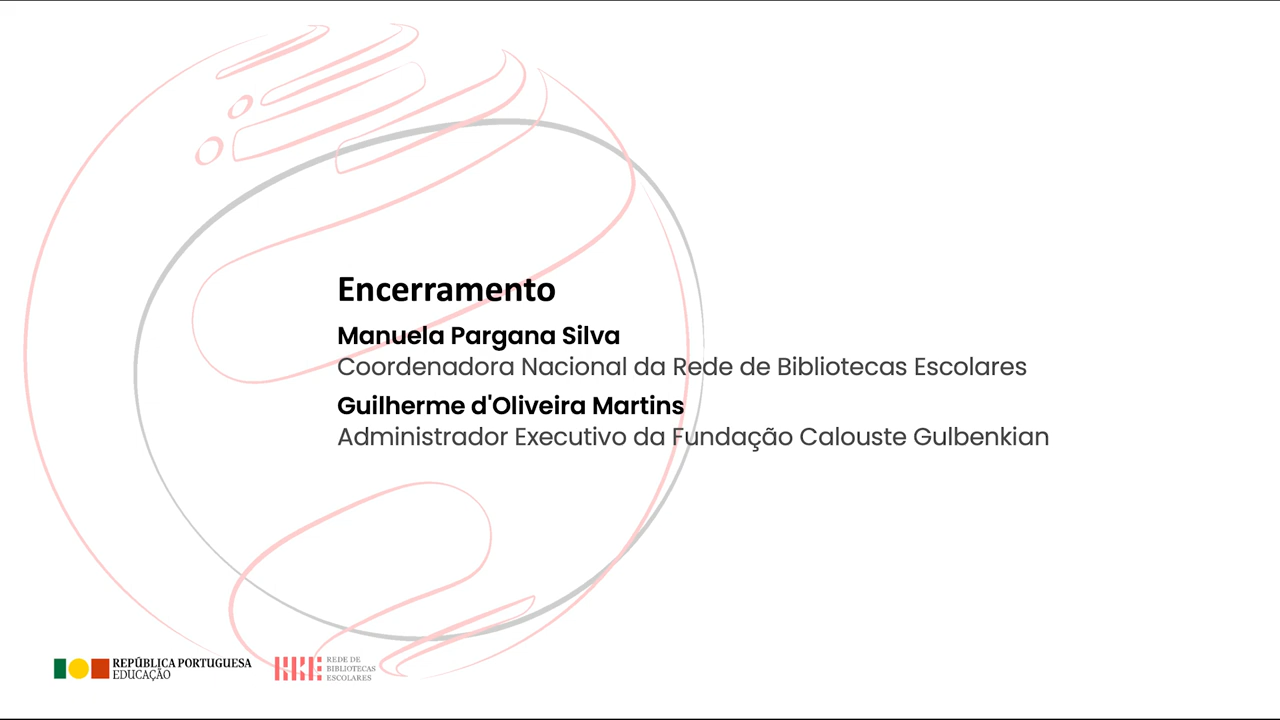 Encerramento
Manuela Pargana Silva
Coordenadora Nacional da Rede de Bibliotecas Escolares
Guilherme d'Oliveira Martins
Administrador Executivo da Fundação Calouste Gulbenkian
REPÚBLICA PORTUGUESA
EDUCAÇÃO
REDE DE
BIBLIOTECAS
ESCOLARES